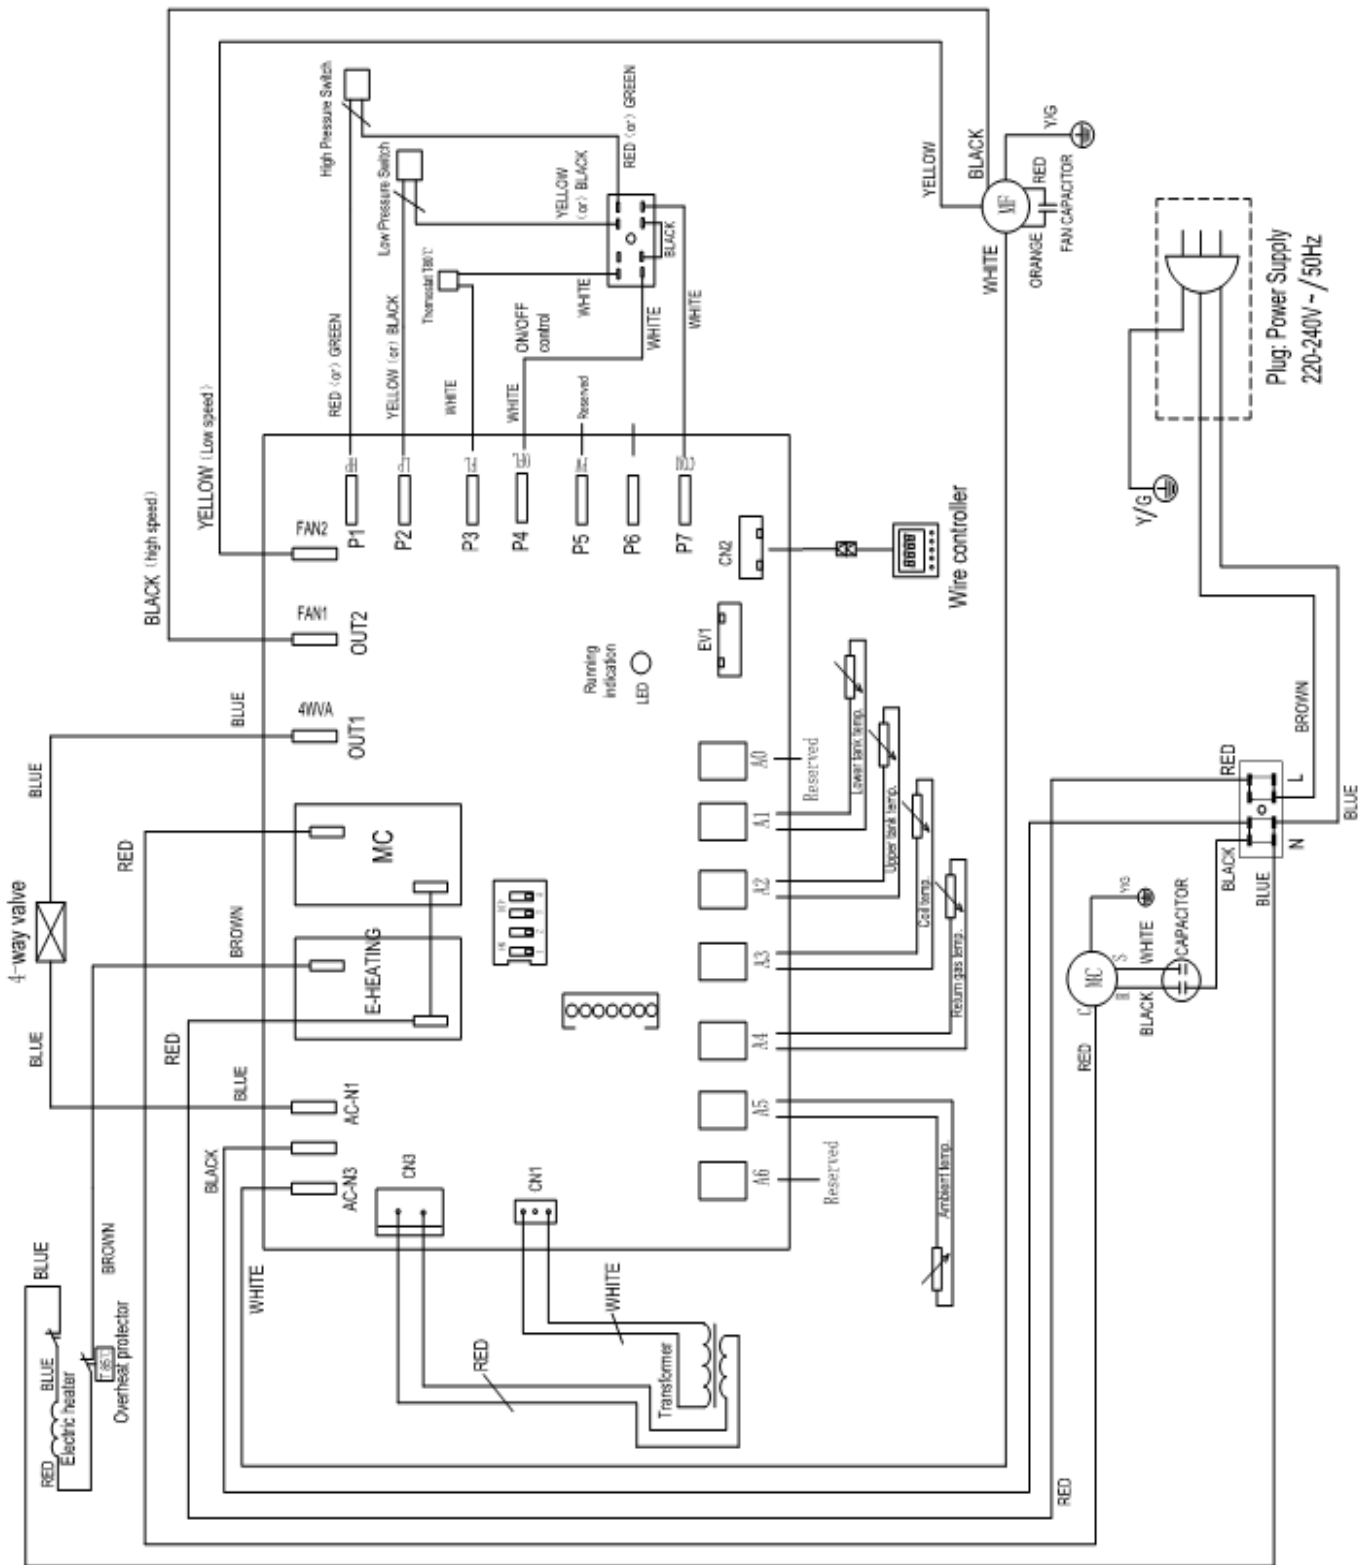 BLACK (high speed)
YELLOW (Low speed)
High Pressure Switch
Low Pressure Switch
RED (or) GREEN
YELLOW
(or) BLACK
RED (or) GREEN
YELLOW (or) BLACK
Thermostat T80℃
WHITE
WHITE
ON/OFF
control
WHITE
WHITE
WHITE
BLACK
Reserved
YELLOW
BLACK
WHITE
MF
Y/G
RED
ORANGE
FAN CAPACITOR
Plug: Power Supply
220-240V ~ /50Hz
Y/G
4-way valve
BLUE
BLUE
BLUE
BLUE
FAN2
FAN1
OUT2
4WVA
OUT1
P1
P2
P3
P4
P5
P6
P7
CN2
EV1
Running
indication
LED
Wire controller
RED
BROWN
RED
MC
E-HEATING
BLACK
WHITE
AC-N1
AC-N3
CN3
CN1
A0
A1
A2
A3
A4
A5
A6
Reserved
Reserved
Lower tank temp.
Upper tank temp.
Coil temp.
Return gas temp.
Ambient temp.
BLUE
BROWN
BLUE
RED
Electric heater
T85℃
Overheat protector
WHITE
RED
Transformer
RED
RED
MC
C
S
R
Y/G
WHITE
BLACK
CAPACITOR
BLACK
BLUE
RED
BROWN
BLUE
L
N